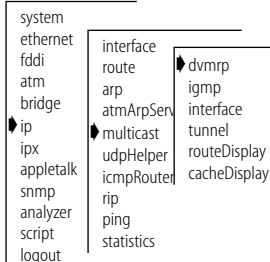 system
ethernet
fddi
atm
bridge
ip
ipx
appletalk
snmp
analyzer
script
logout
interface
route
arp
atmArpServ
multicast
udpHelper
icmpRouter
rip
ping
statistics
dvmrp
igmp
interface
tunnel
routeDisplay
cacheDisplay